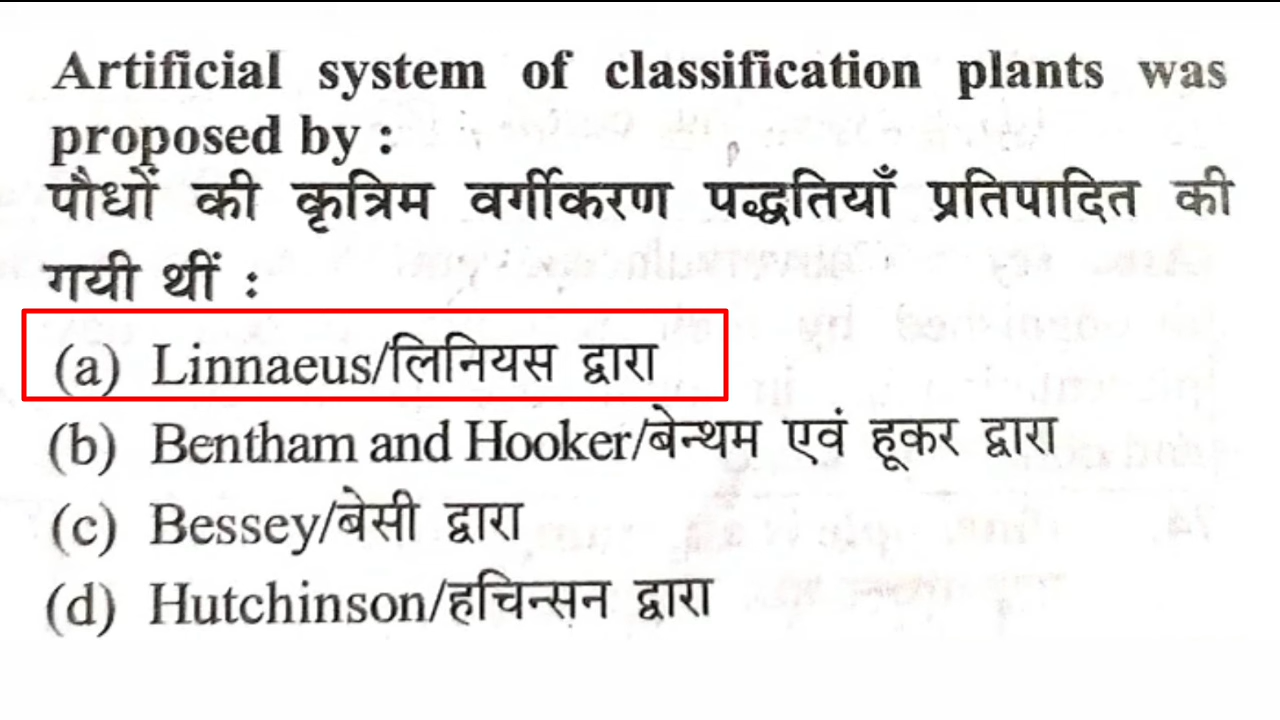 Artificial system of classification plants was
proposed by :
पौधों की कृत्रिम वर्गीकरण पद्धतियाँ प्रतिपादित की
गयी थीं :
(a) Linnaeus/लिनियस द्वारा
(b) Bentham and Hooker/बेन्थम एवं हूकर द्वारा
(c) Bessey/बेसी द्वारा
(d) Hutchinson/हचिन्सन द्वारा